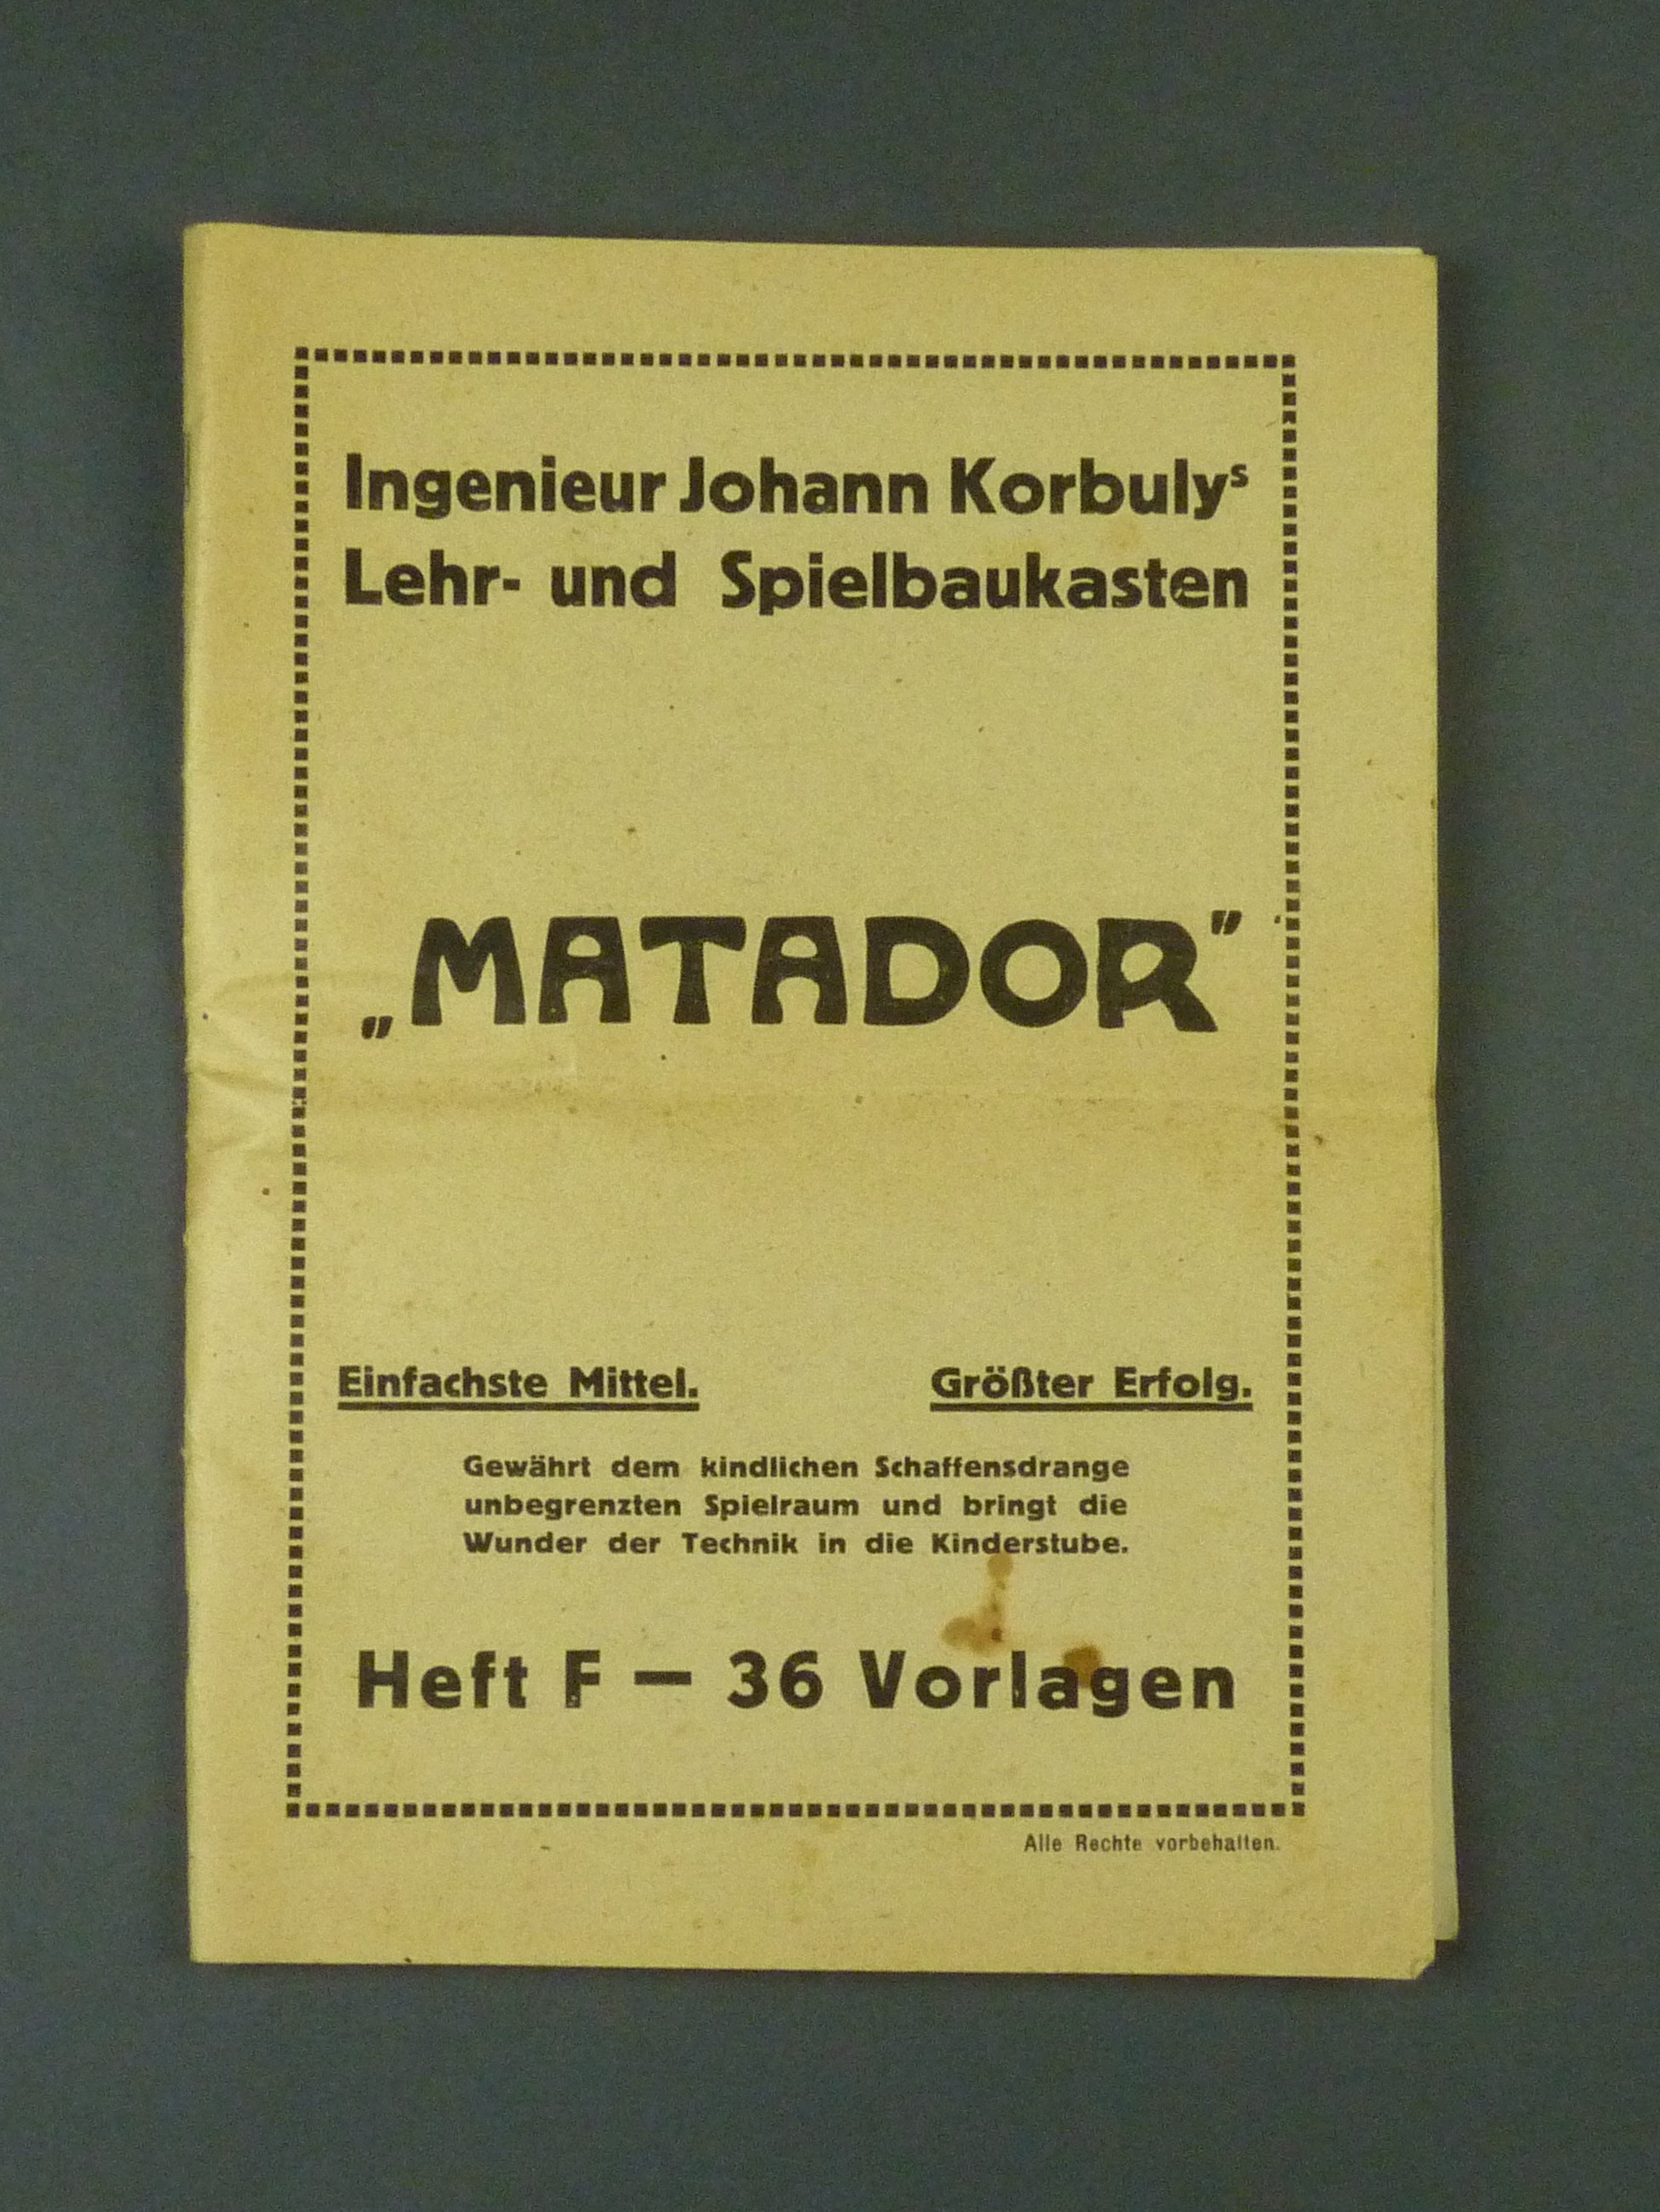 Ingenieur Johann Korbulys
Lehr- und Spielbaukasten
„MATADOR"
Einfachste Mittel. Größter Erfolg.
Gewährt dem kindlichen Schaffensdrange
unbegrenzten Spielraum und bringt die
Wunder der Technik in die Kinderstube.
Heft F — 36 Vorlagen
Alle Rechte vorbehalten.